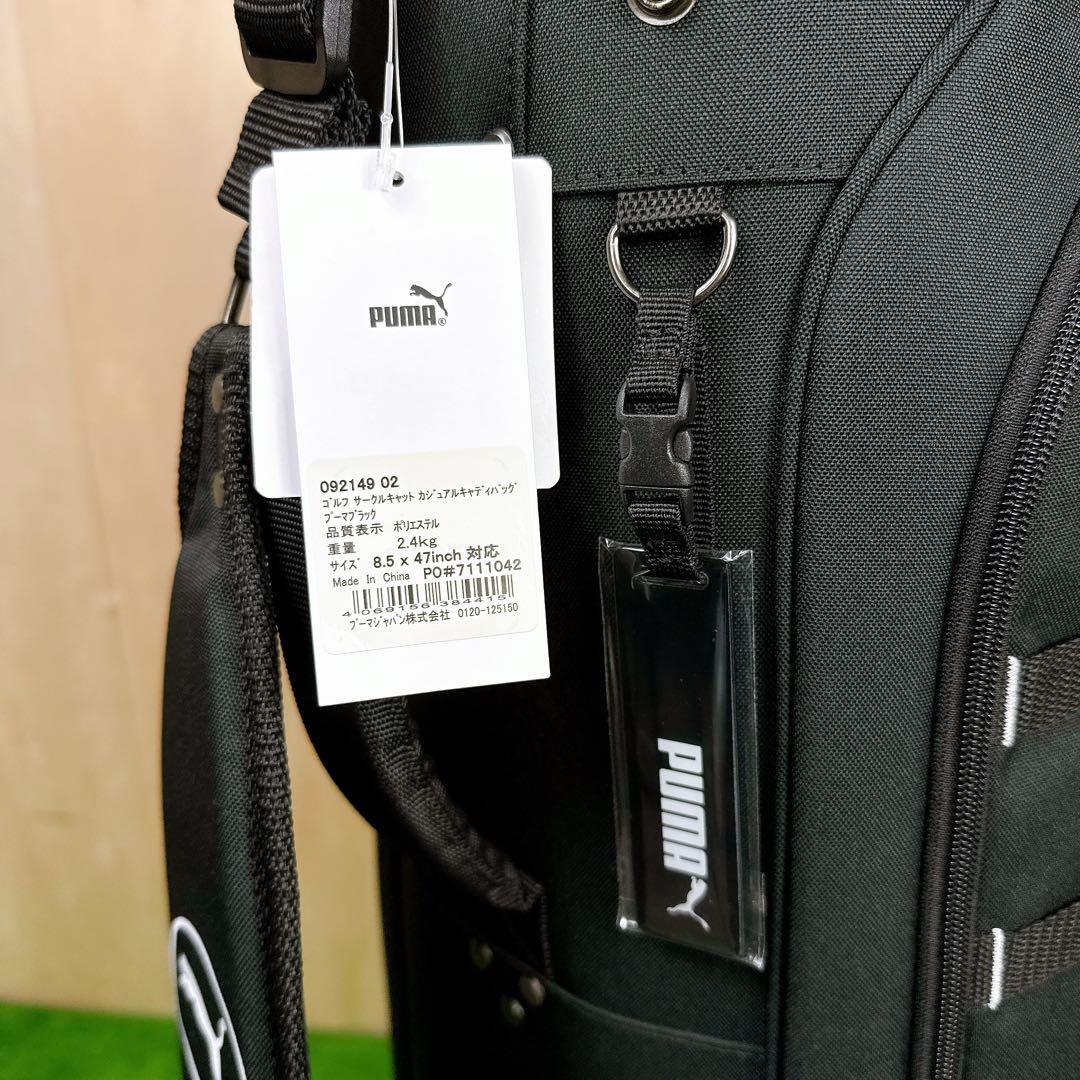 PUMA®
092149 02
ｺﾞﾙﾌ ｻｰｸﾙｷｬｯﾄ ｶｼﾞｭｱﾙｷｬﾃﾞｨﾊﾞｯｸﾞ
ﾌﾟｰﾏﾌﾞﾗｯｸ
品質表示 ﾎﾟﾘｴｽﾃﾙ
重量 2.4kg
ｻｲｽﾞ 8.5 x 47inch 対応
Made In China PO#7111042
4 069156 384415
ﾌﾟｰﾏｼﾞｬﾊﾟﾝ株式会社 0120-125150
PUMA